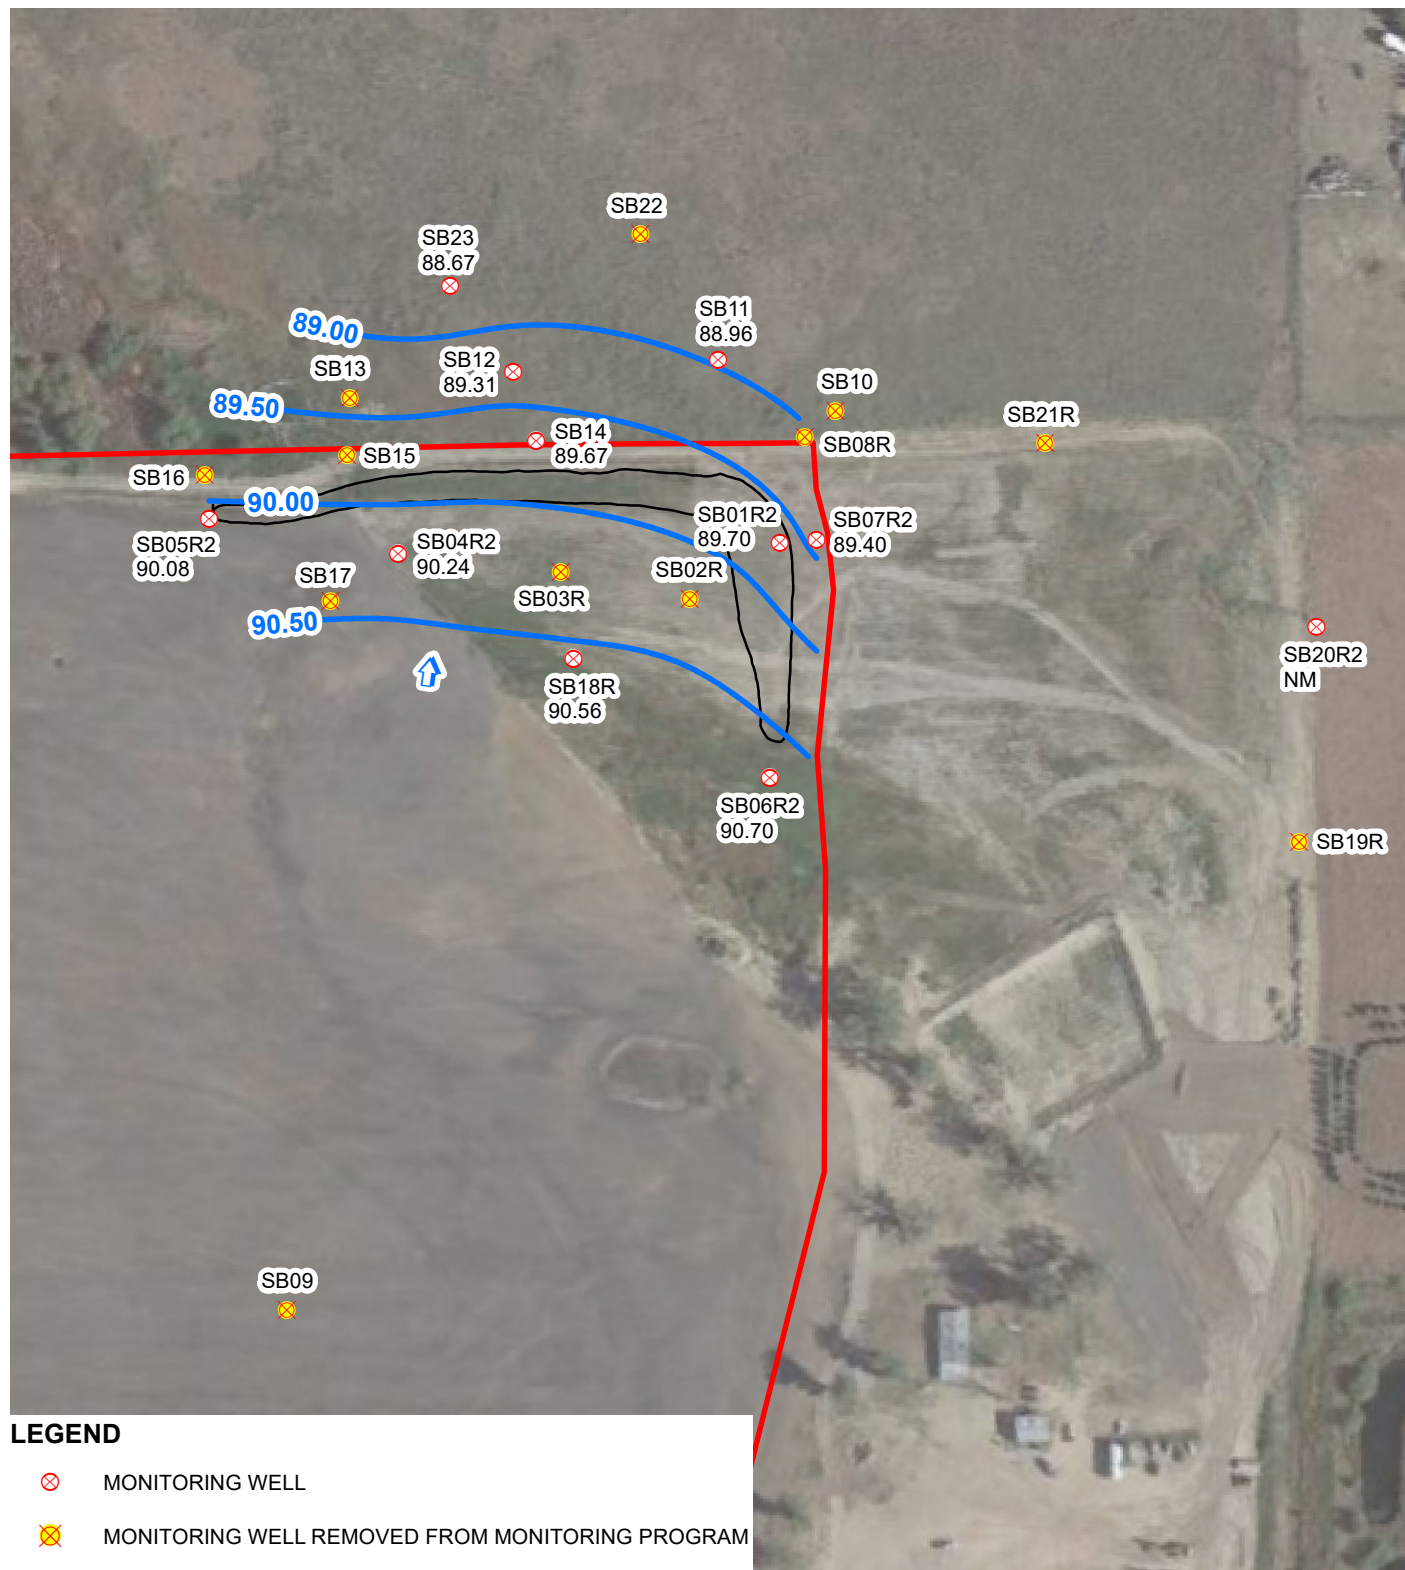 SB22
SB23
88.67
SB11
88.96
89.00
SB12
89.31
SB13
SB10
89.50
SB21R
SB14
89.67
SB08R
SB15
SB16
90.00
SB01R2
89.70
SB07R2
89.40
SB05R2
90.08
SB04R2
90.24
SB17
SB03R
SB02R
90.50
SB20R2
NM
SB18R
90.56
SB06R2
90.70
SB19R
SB09
LEGEND
MONITORING WELL
MONITORING WELL REMOVED FROM MONITORING PROGRAM